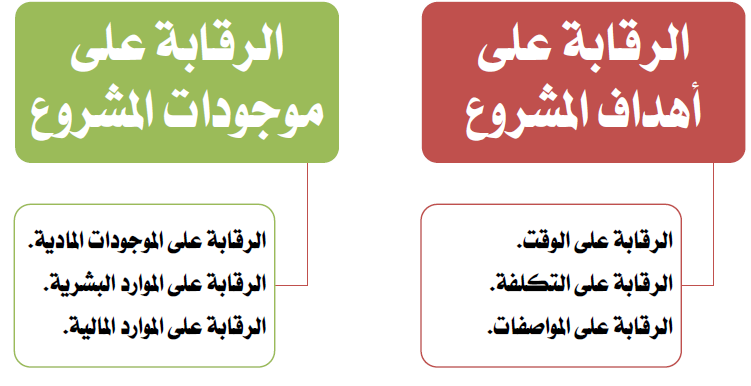 الرقابة على
أهداف المشروع
الرقابة على الوقت.
الرقابة على التكلفة.
الرقابة على المواصفات.
الرقابة على
موجودات المشروع
الرقابة على الموجودات المادية.
الرقابة على الموارد البشرية.
الرقابة على الموارد المالية.